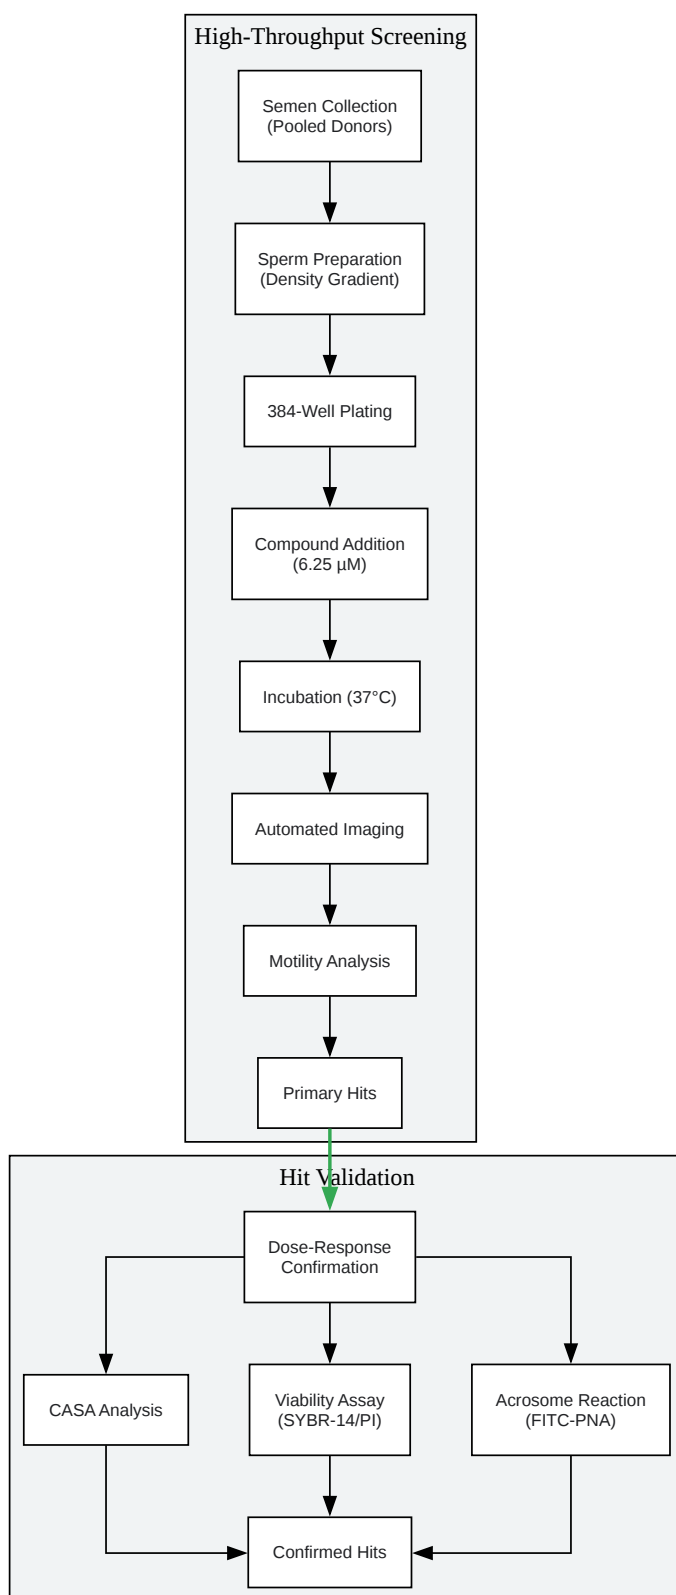 High-Throughput Screening
Semen Collection
(Pooled Donors)
Sperm Preparation
(Density Gradient)
384-Well Plating
Compound Addition
(6.25 µM)
Incubation (37°C)
Automated Imaging
Motility Analysis
Primary Hits
Hit Validation
Dose-Response
Confirmation
CASA Analysis
Viability Assay
(SYBR-14/PI)
Acrosome Reaction
(FITC-PNA)
Confirmed Hits